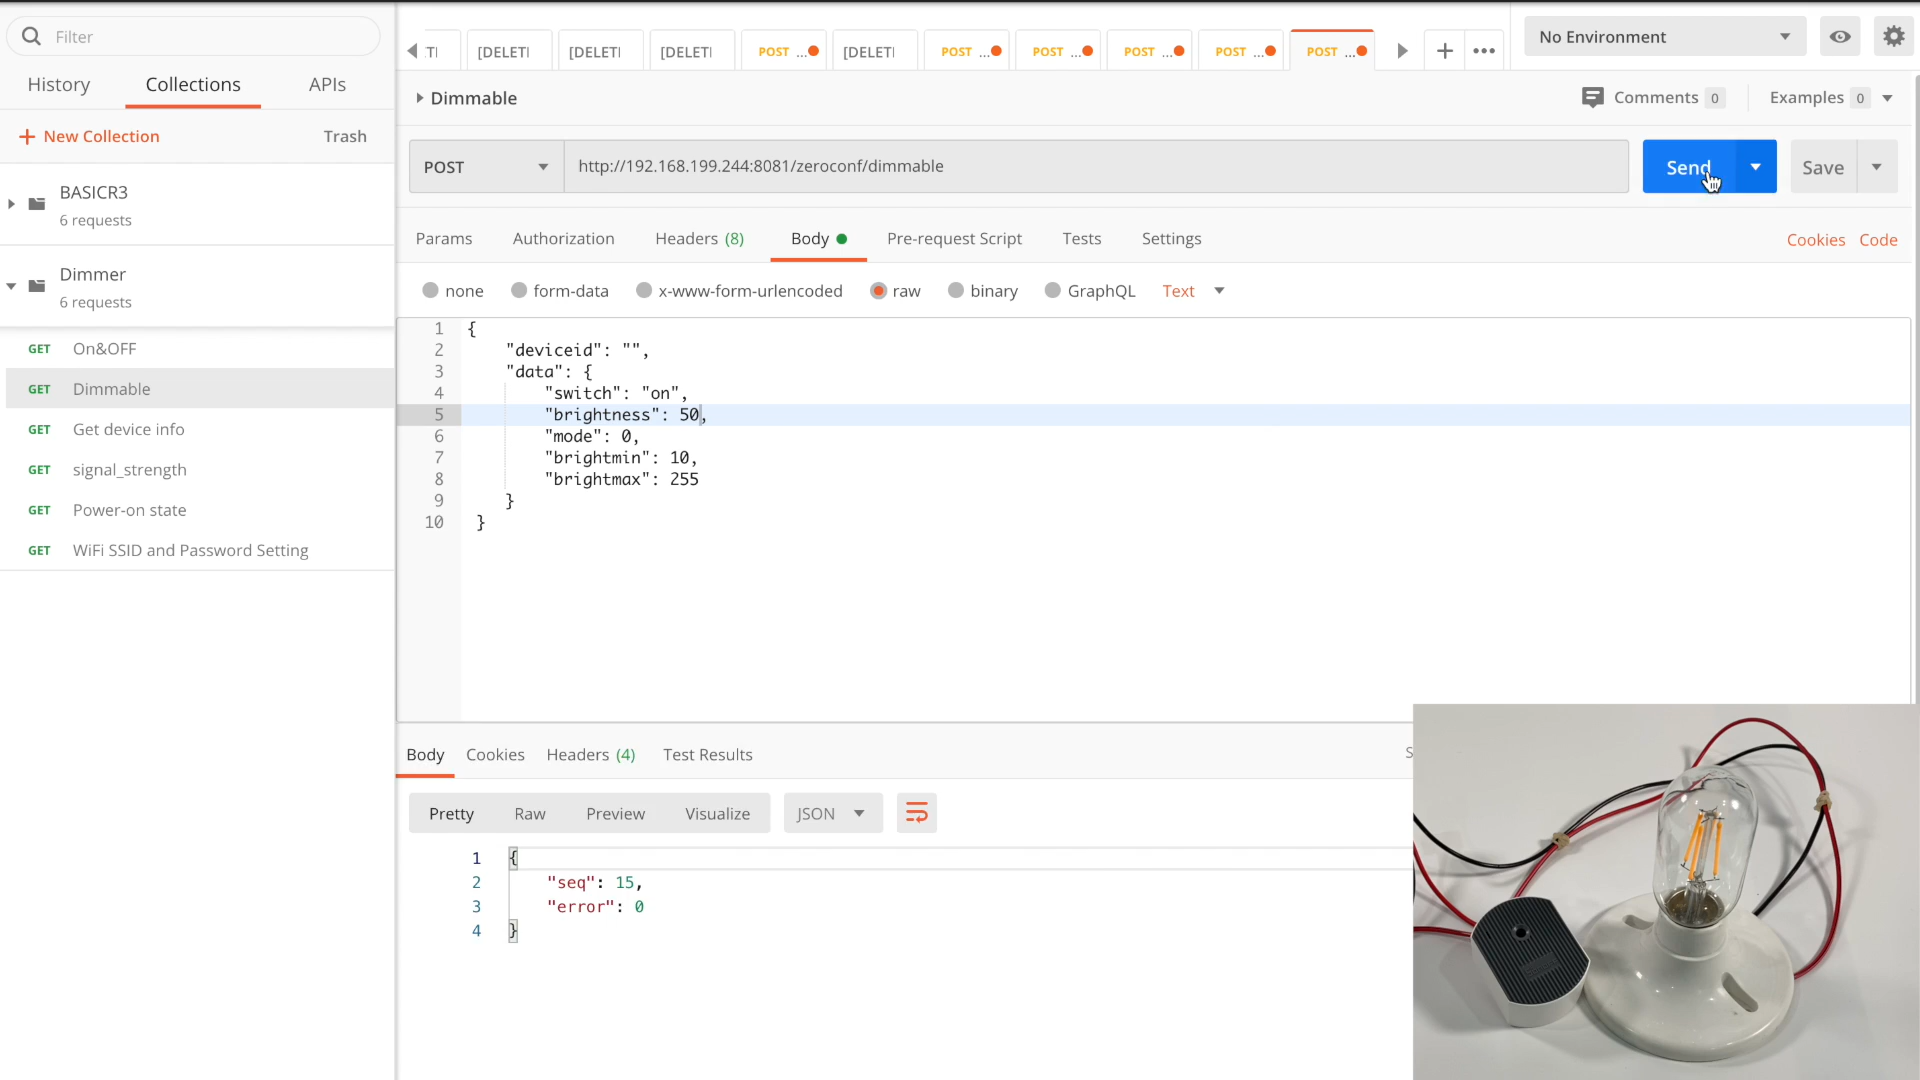 Filter
History
Collections
APIs
+ New Collection
Trash
BASICR3
6 requests
Dimmer
6 requests
GET On&OFF
GET Dimmable
GET Get device info
GET signal_strength
GET Power-on state
GET WiFi SSID and Password Setting
[DELETI [DELETI [DELETI POST ... [DELETI POST ... POST ... POST ... POST ... POST ...
No Environment
Dimmable
Comments 0
Examples 0
POST
http://192.168.199.244:8081/zeroconf/dimmable
Send
Save
Params Authorization Headers (8) Body Pre-request Script Tests Settings
Cookies Code
none form-data x-www-form-urlencoded raw binary GraphQL Text
1 {
2 "deviceid": "",
3 "data": {
4 "switch": "on",
5 "brightness": 50,
6 "mode": 0,
7 "brightmin": 10,
8 "brightmax": 255
9 }
10 }
Body Cookies Headers (4) Test Results
Pretty Raw Preview Visualize JSON
1 {
2 "seq": 15,
3 "error": 0
4 }